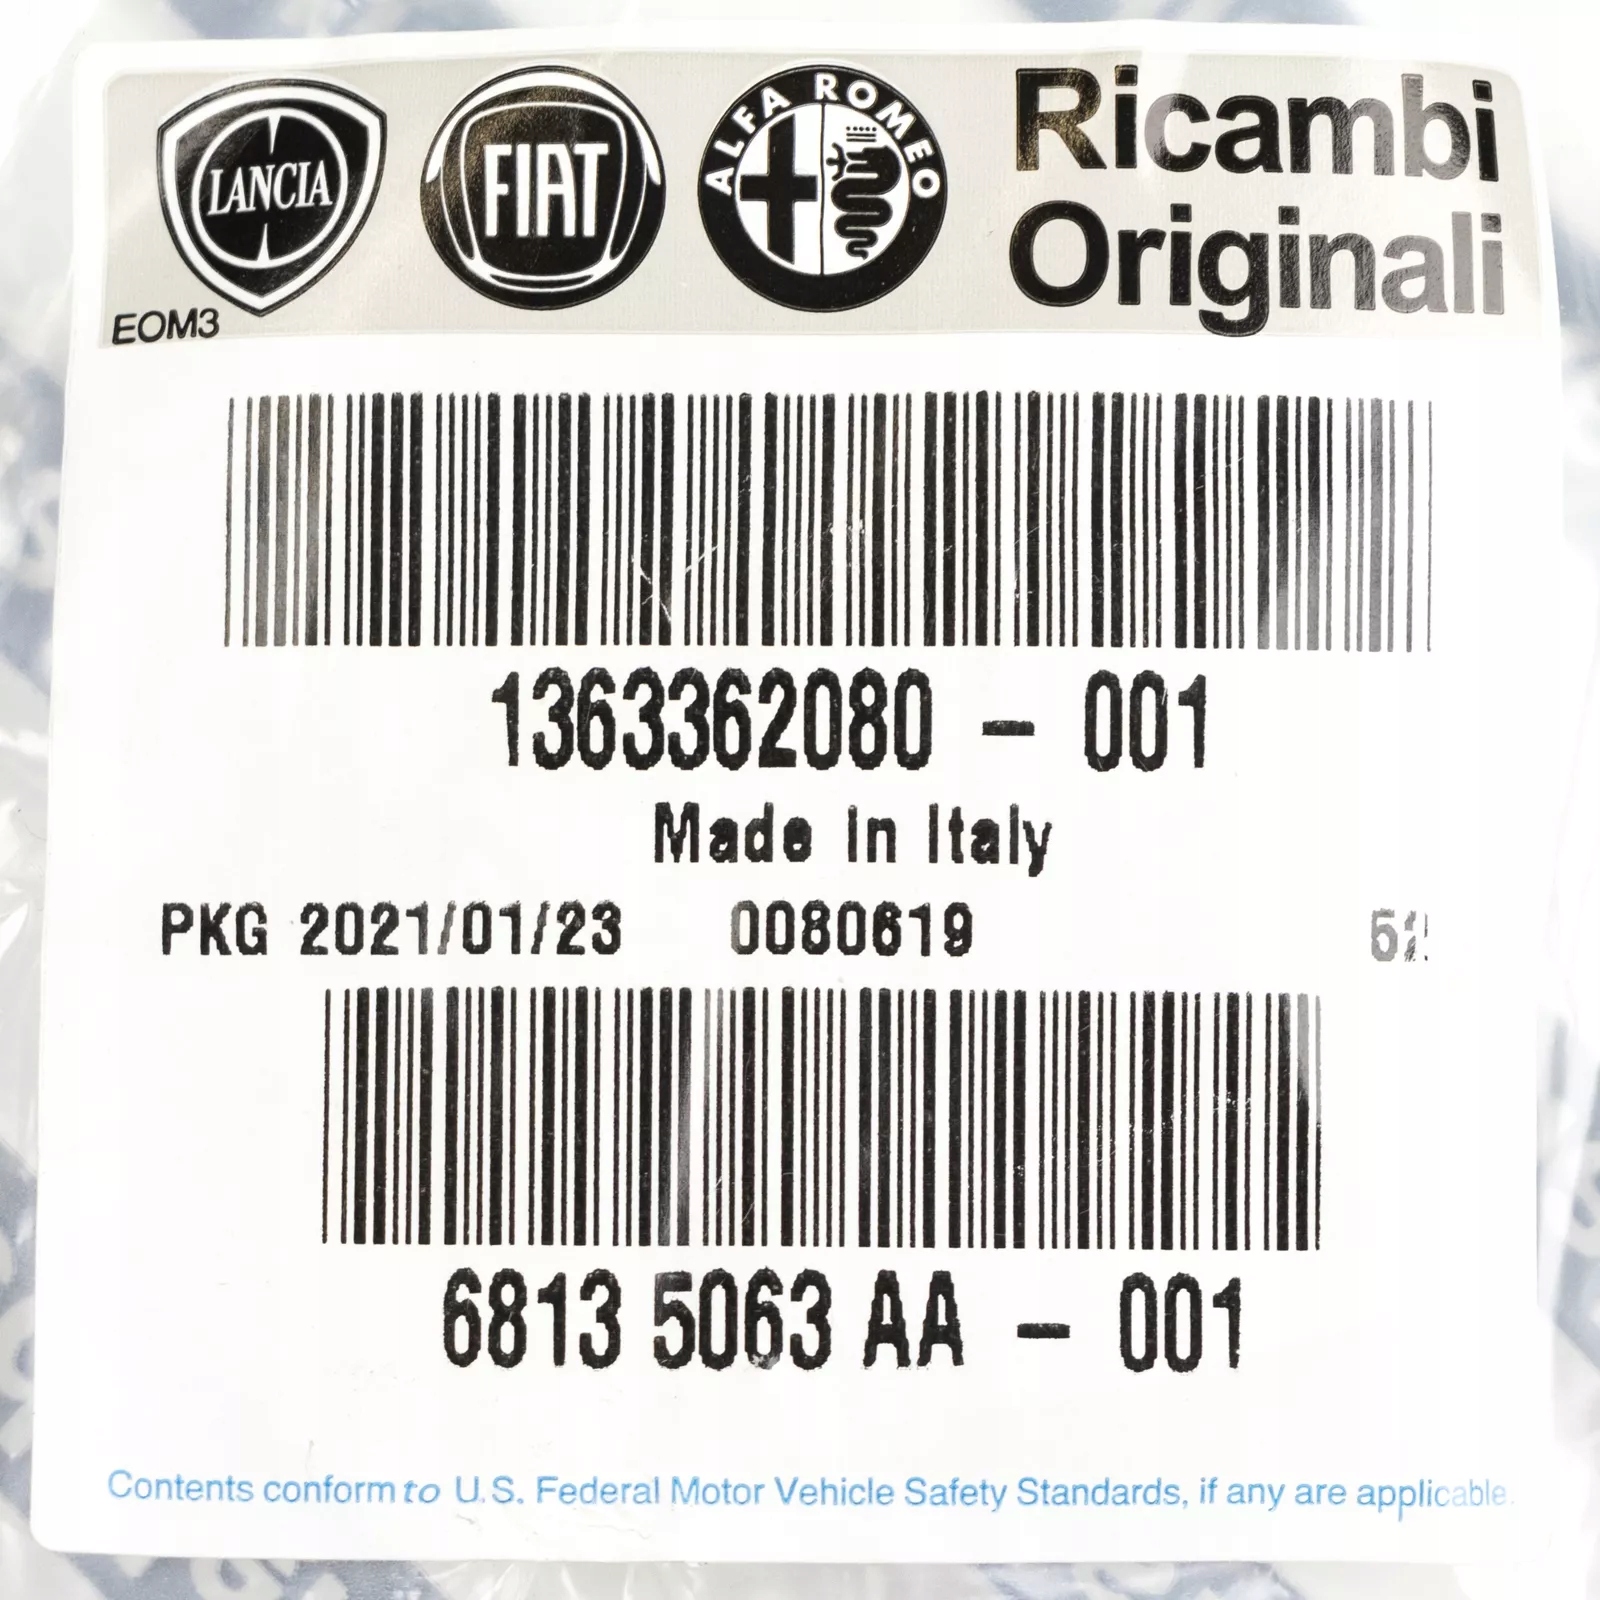 LANCIA
FIAT
ALFA ROMEO
Ricambi
Originali
EOM3
1363362080 - 001
Made In Italy
PKG 2021/01/23 0080619
6813 5063 AA - 001
Contents conform to U.S. Federal Motor Vehicle Safety Standards, if any are applicable.